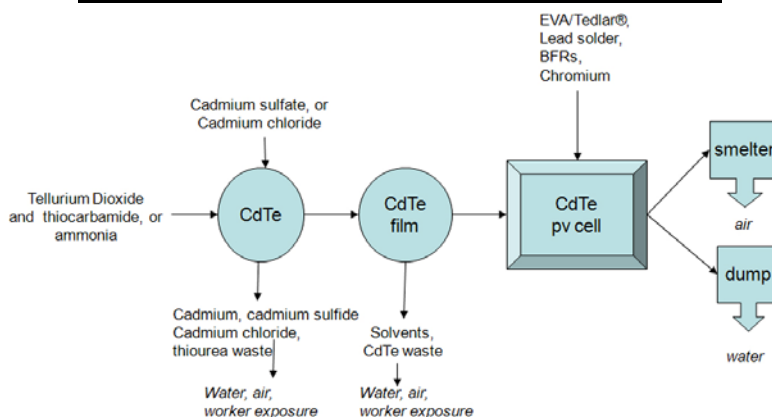 EVA/Tedlar®,
Lead solder,
BFRs,
Chromium
Cadmium sulfate, or
Cadmium chloride
smelter
Tellurium Dioxide
and thiocarbamide, or
ammonia
CdTe
CdTe
film
CdTe
pv cell
air
dump
Cadmium, cadmium sulfide
Cadmium chloride,
thiourea waste
Solvents,
CdTe waste
water
Water, air,
worker exposure
Water, air,
worker exposure